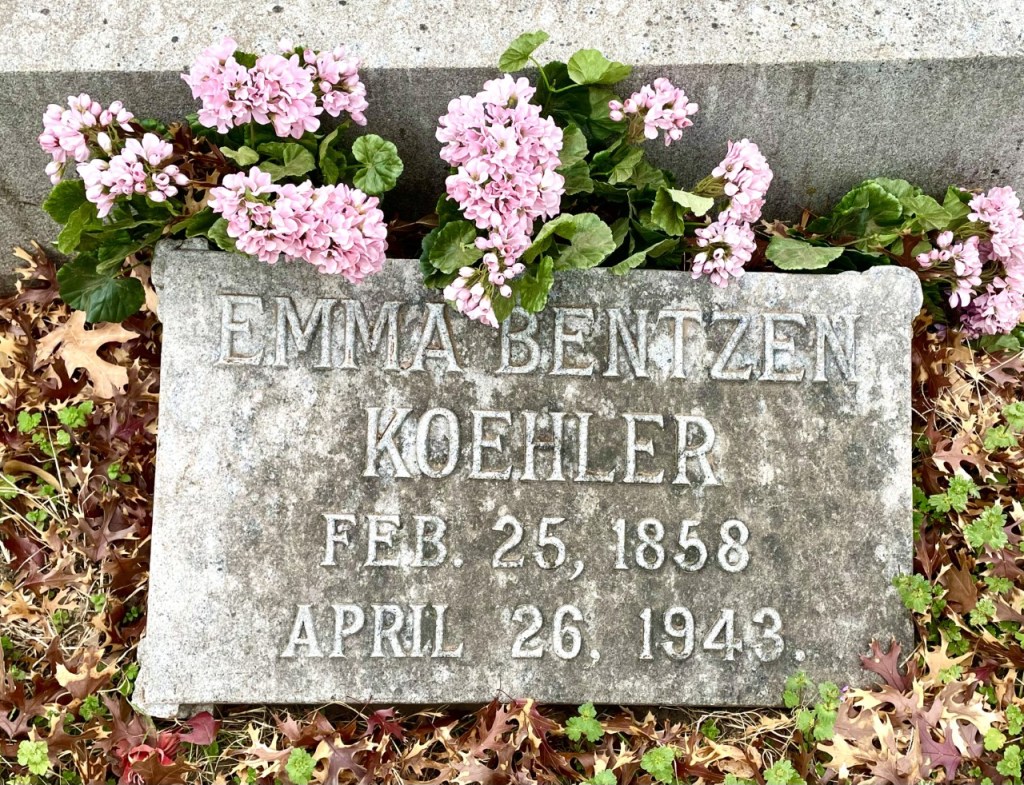 EMMA BENTZEN
KOEHLER
FEB. 25, 1858
APRIL 26, 1943.